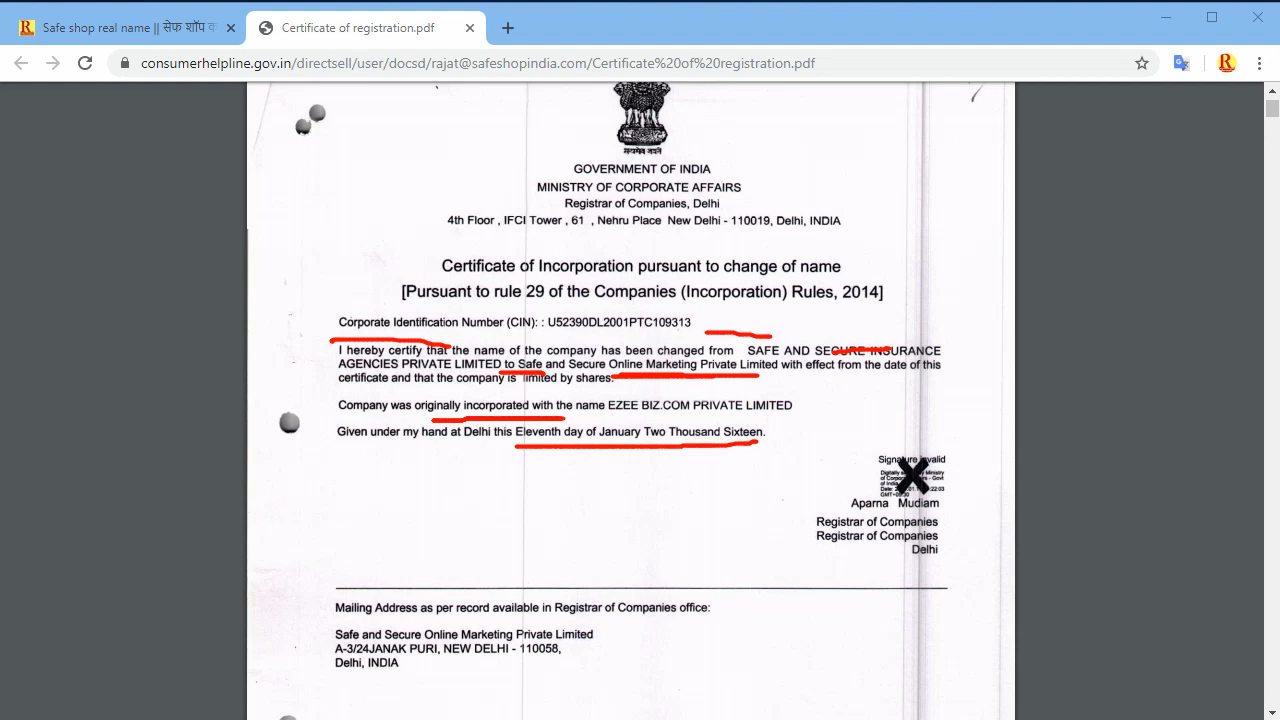 Safe shop real name || सेफ शॉप क
Certificate of registration.pdf
consumerhelpline.gov.in/directsell/user/docsd/rajat@safeshopindia.com/Certificate%20of%20registration.pdf
सत्यमेव जयते
GOVERNMENT OF INDIA
MINISTRY OF CORPORATE AFFAIRS
Registrar of Companies, Delhi
4th Floor , IFCI Tower , 61 , Nehru Place New Delhi - 110019, Delhi, INDIA
Certificate of Incorporation pursuant to change of name
[Pursuant to rule 29 of the Companies (Incorporation) Rules, 2014]
Corporate Identification Number (CIN): : U52390DL2001PTC109313
I hereby certify that the name of the company has been changed from SAFE AND SECURE INSURANCE
AGENCIES PRIVATE LIMITED to Safe and Secure Online Marketing Private Limited with effect from the date of this
certificate and that the company is limited by shares.
Company was originally incorporated with the name EZEE BIZ.COM PRIVATE LIMITED
Given under my hand at Delhi this Eleventh day of January Two Thousand Sixteen.
Signature invalid
Digitally Ministry
of Corpor Govt
of India
22:03
Aparna Mudiam
Registrar of Companies
Registrar of Companies
Delhi
Mailing Address as per record available in Registrar of Companies office:
Safe and Secure Online Marketing Private Limited
A-3/24JANAK PURI, NEW DELHI - 110058,
Delhi, INDIA